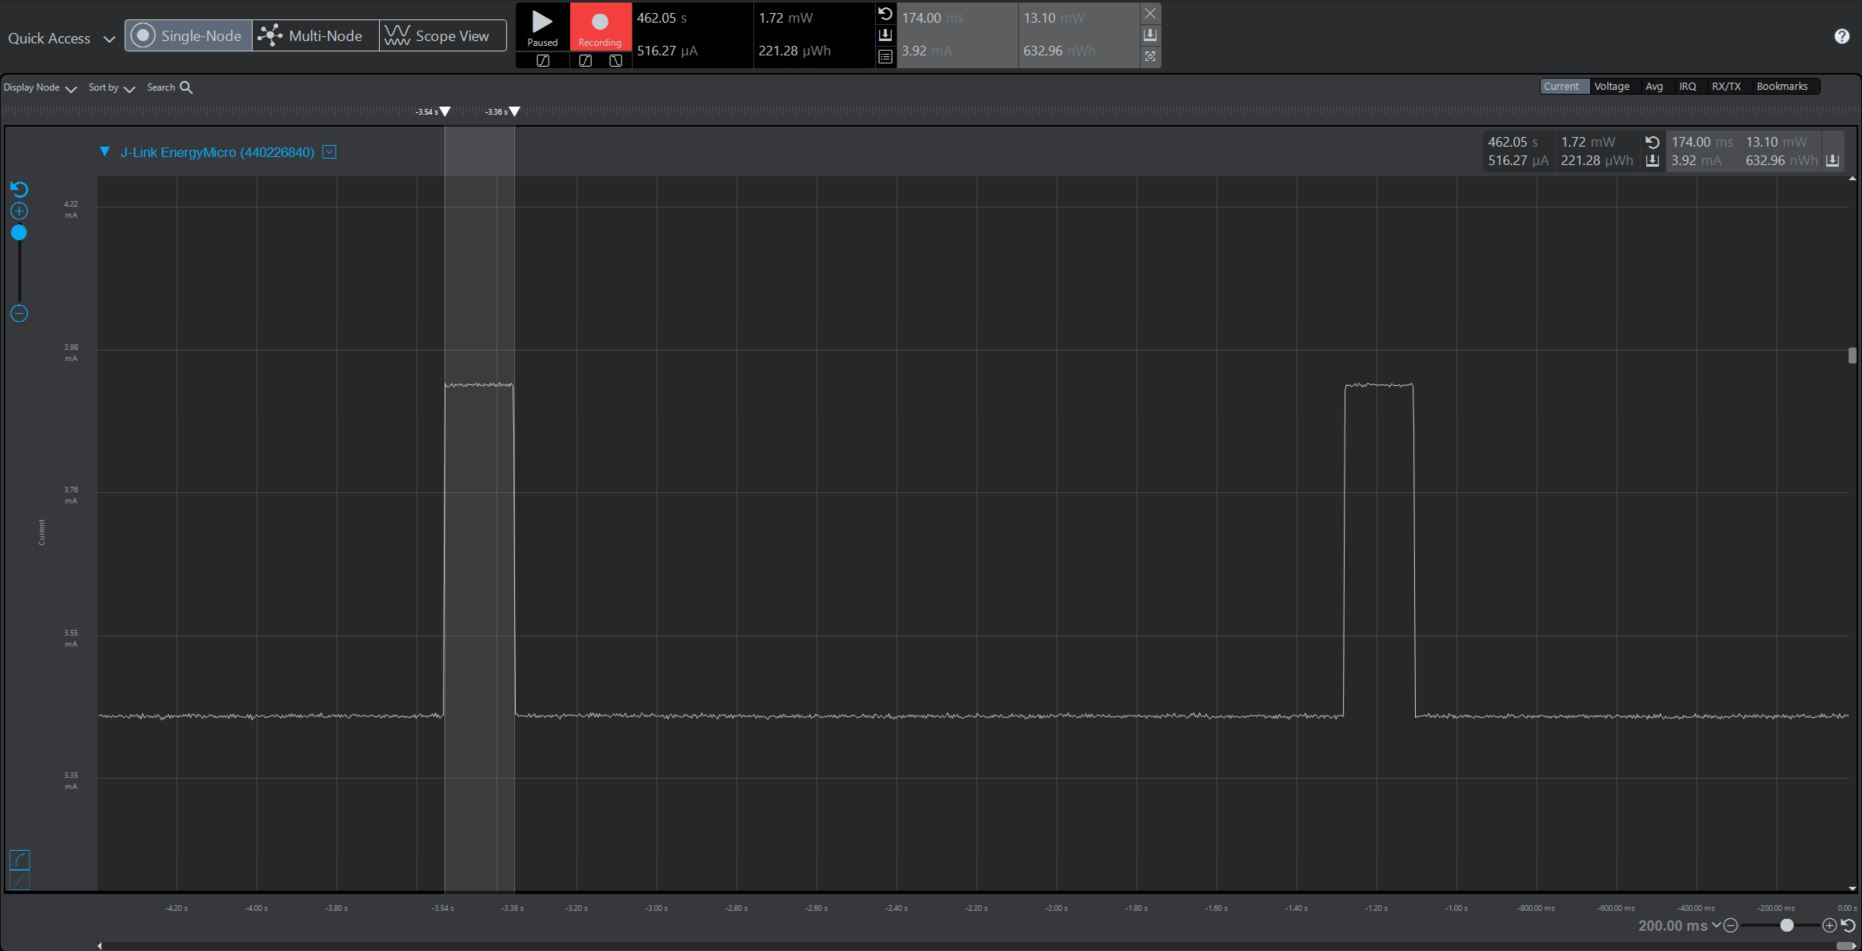 Quick Access
Single-Node
Multi-Node
Scope View
Paused
Recording
462.05 s
1.72 mW
516.27 µA
221.28 µWh
174.00 ms
13.10 mW
3.92 mA
632.96 nWh
?
Display Node
Sort by
Search
Current
Voltage
Avg
IRQ
RX/TX
Bookmarks
-3.54 s
-3.36 s
J-Link EnergyMicro (440226840)
462.05 s 1.72 mW
516.27 µA 221.28 µWh
174.00 ms 13.10 mW
3.92 mA 632.96 nWh
4.22
mA
3.98
mA
3.76
mA
Current
3.55
mA
3.35
mA
-4.20 s -4.00 s -3.80 s -3.54 s -3.36 s -3.20 s -3.00 s -2.80 s -2.60 s -2.40 s -2.20 s -2.00 s -1.80 s -1.60 s -1.40 s -1.20 s -1.00 s -800.00 ms -600.00 ms -400.00 ms -200.00 ms 0.00 s
200.00 ms